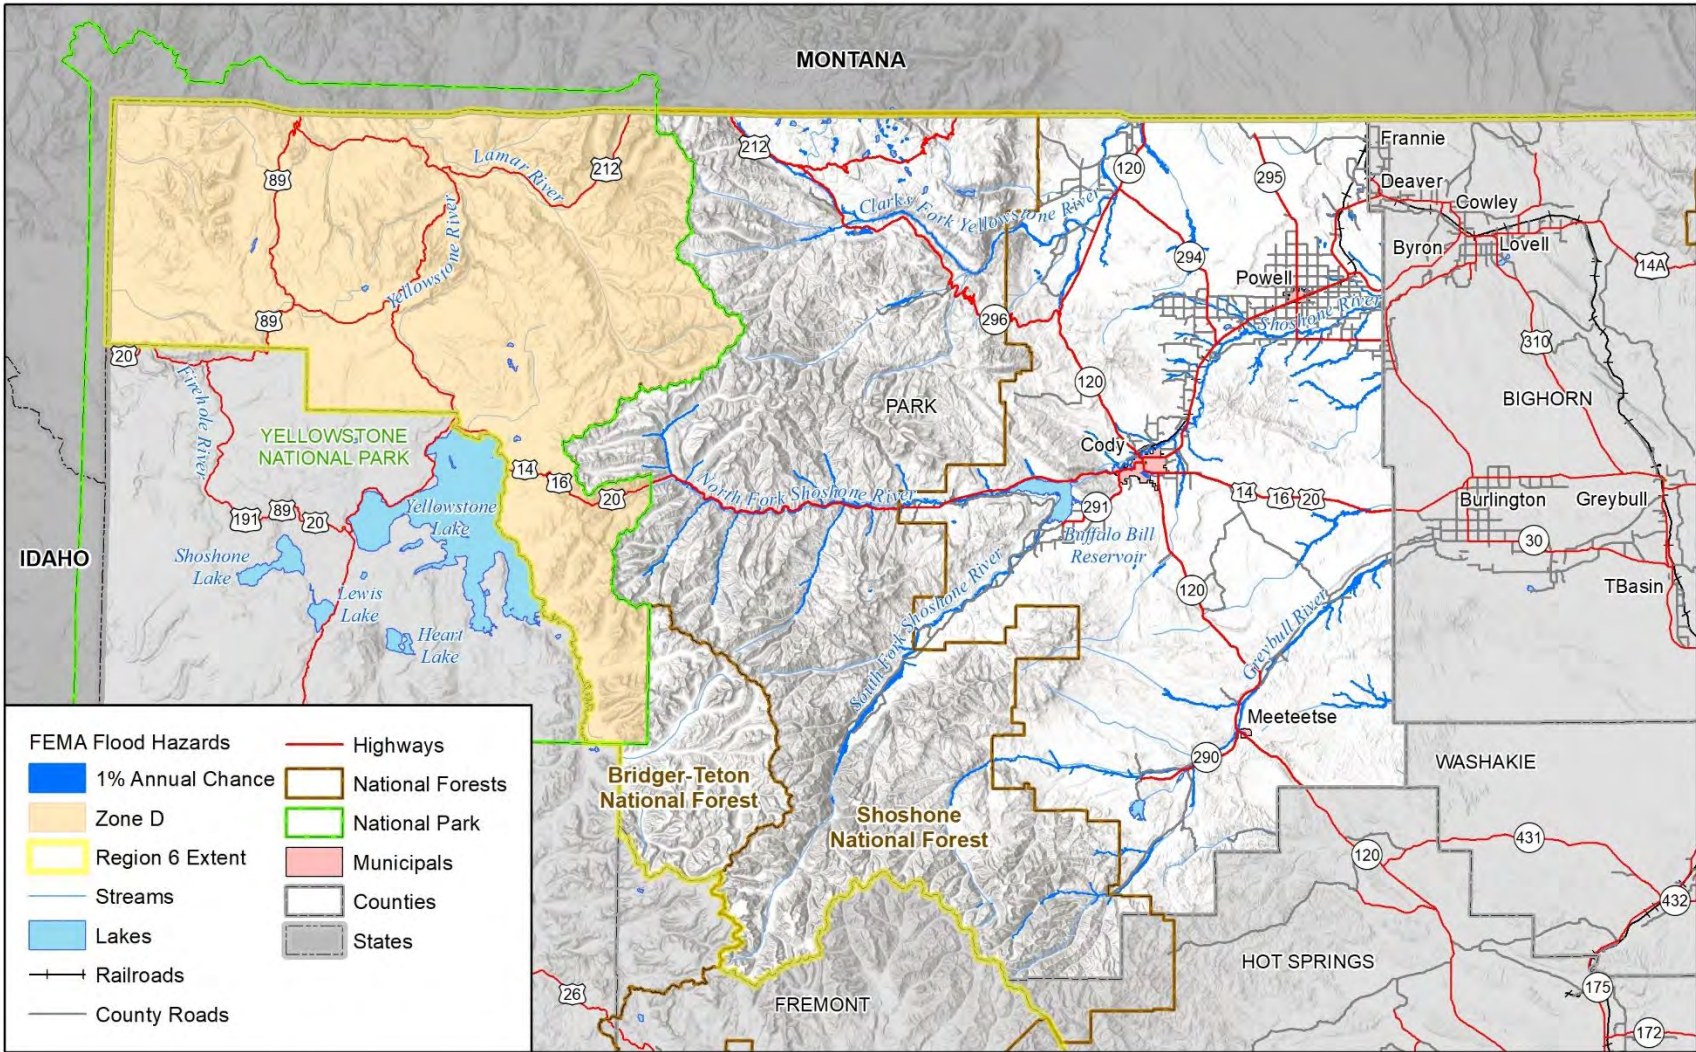 MONTANA
Frannie
Deaver
Cowley
Byron
Lovell
212
120
295
89
Lamar River
212
Clarks Fork Yellowstone River
14A
294
Powell
Yellowstone River
Shoshone River
89
296
310
20
Firehole River
120
PARK
BIGHORN
YELLOWSTONE
NATIONAL PARK
Cody
14
16
20
North Fork Shoshone River
14
16
20
Burlington
Greybull
191
89
20
Yellowstone
Lake
291
Buffalo Bill
Reservoir
30
IDAHO
Shoshone
Lake
Lewis
Lake
Heart
Lake
120
TBasin
South Fork Shoshone River
Greybull River
Meeteetse
290
WASHAKIE
Bridger-Teton
National Forest
Shoshone
National Forest
431
120
432
HOT SPRINGS
26
FREMONT
175
172
FEMA Flood Hazards
1% Annual Chance
Zone D
Region 6 Extent
Streams
Lakes
Railroads
County Roads
Highways
National Forests
National Park
Municipals
Counties
States